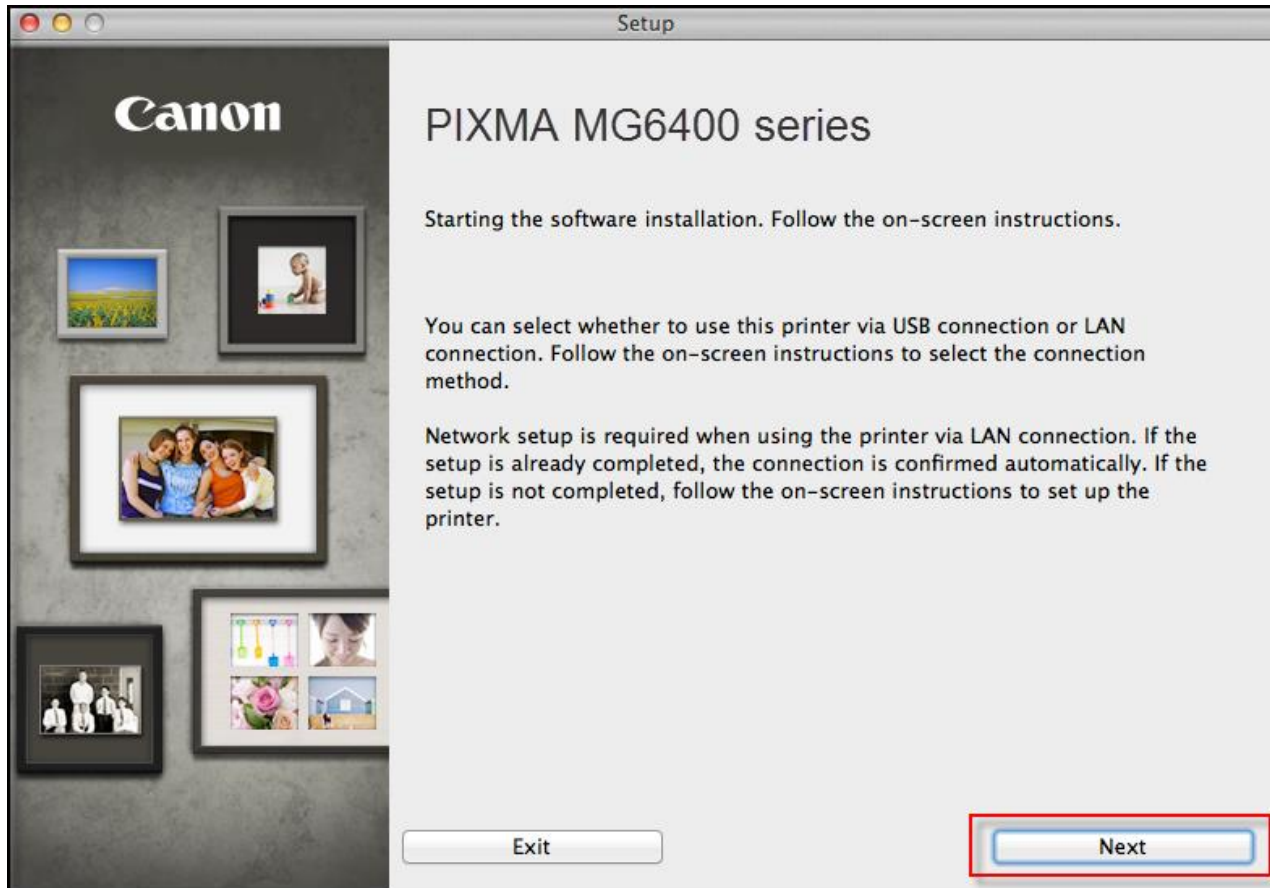 Setup
Canon
PIXMA MG6400 series
Starting the software installation. Follow the on-screen instructions.
You can select whether to use this printer via USB connection or LAN
connection. Follow the on-screen instructions to select the connection
method.
Network setup is required when using the printer via LAN connection. If the
setup is already completed, the connection is confirmed automatically. If the
setup is not completed, follow the on-screen instructions to set up the
printer.
Exit
Next